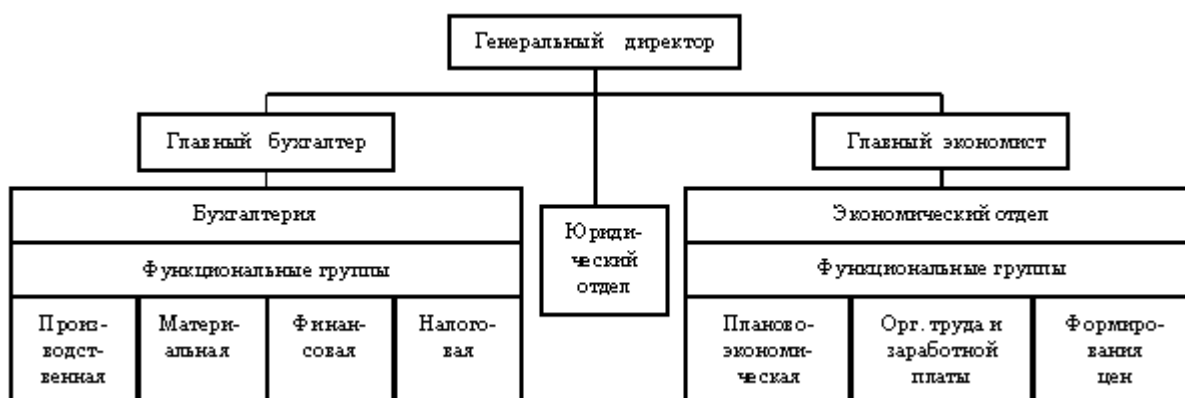 Генеральный директор
Главный бухгалтер
Главный экономист
Бухгалтерия
Функциональные группы
Произ-
водст-
венная
Матери-
альная
Финан-
совая
Налого-
вая
Юриди-
ческий
отдел
Экономический отдел
Функциональные группы
Планово-
экономи-
ческая
Орг. труда и
заработной
платы
Формиро-
вания
цен